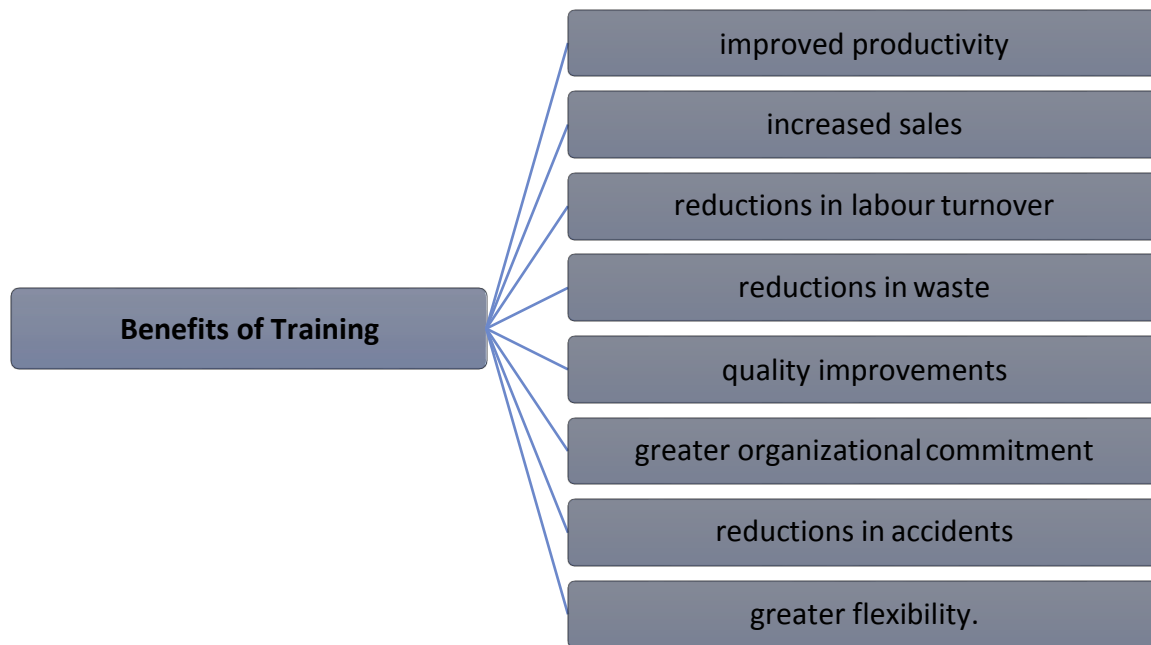 improved productivity
increased sales
reductions in labour turnover
reductions in waste
Benefits of Training
quality improvements
greater organizational commitment
reductions in accidents
greater flexibility.